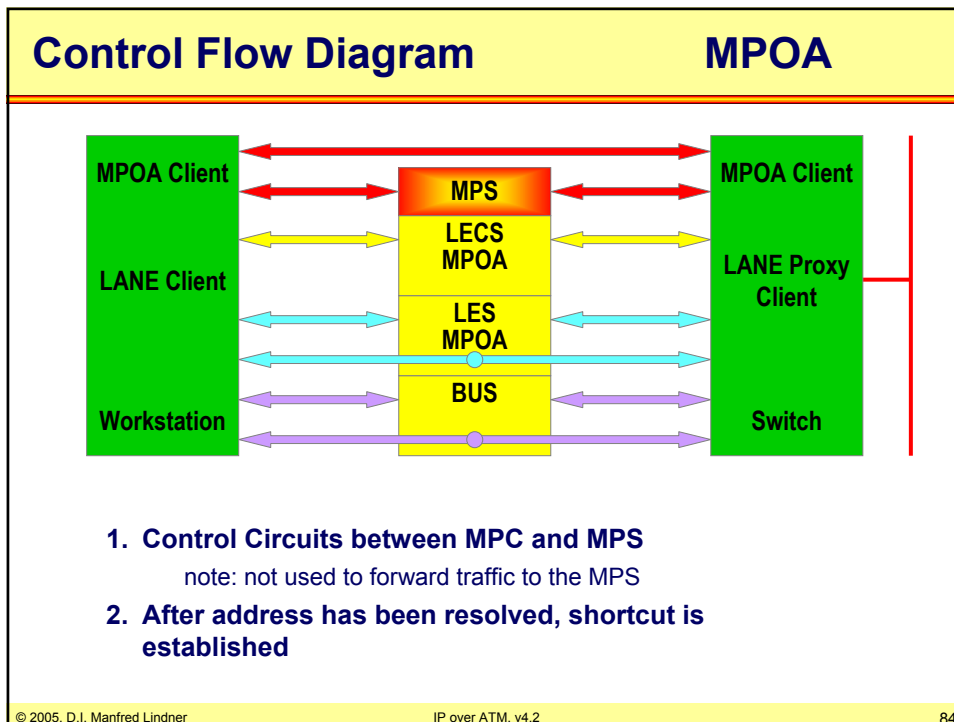 Control Flow Diagram MPOA
MPOA Client
LANE Client
Workstation
MPS
LECS
MPOA
LES
MPOA
BUS
MPOA Client
LANE Proxy
Client
Switch
1. Control Circuits between MPC and MPS
note: not used to forward traffic to the MPS
2. After address has been resolved, shortcut is
established
© 2005, D.I. Manfred Lindner
IP over ATM, v4.2
84